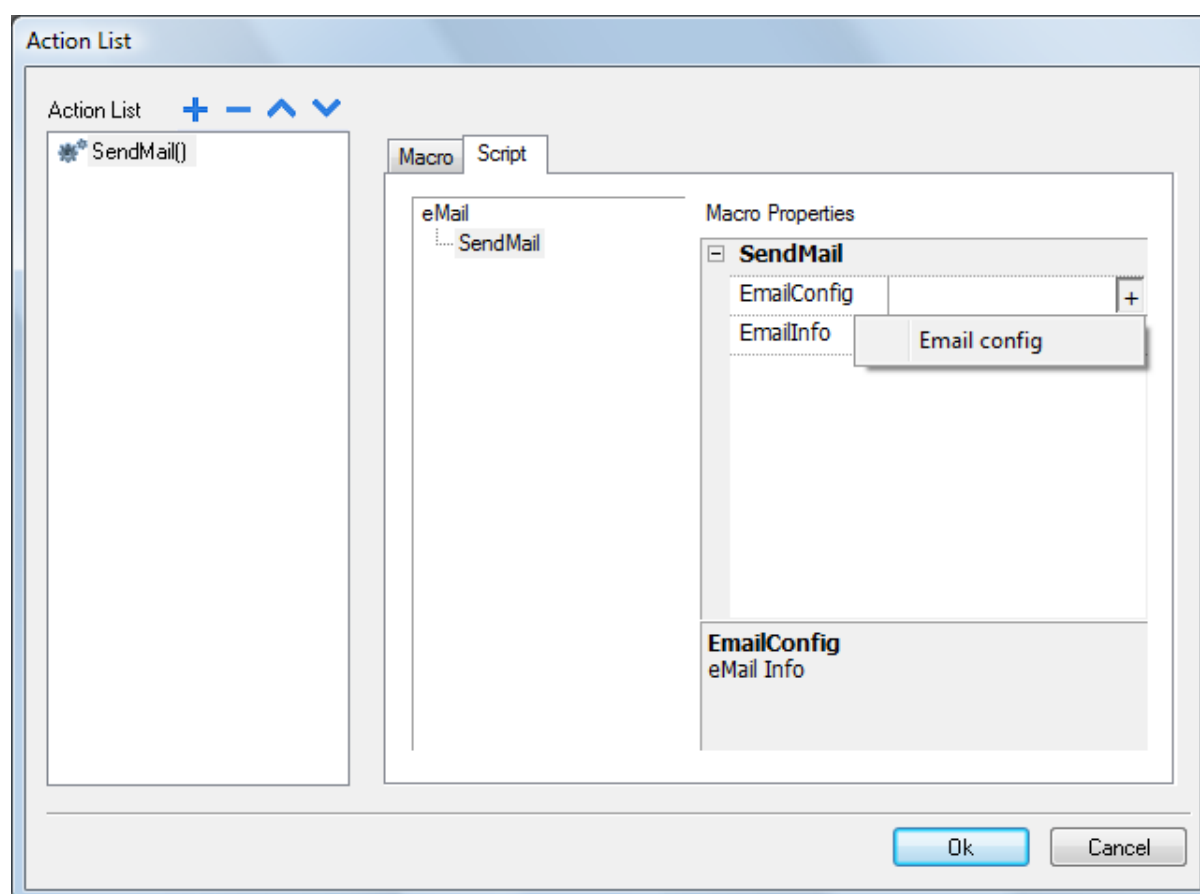 Action List
Action List
SendMail()
Macro Script
eMail
SendMail
Macro Properties
SendMail
EmailConfig +
EmailInfo
Email config
EmailConfig
eMail Info
Ok Cancel